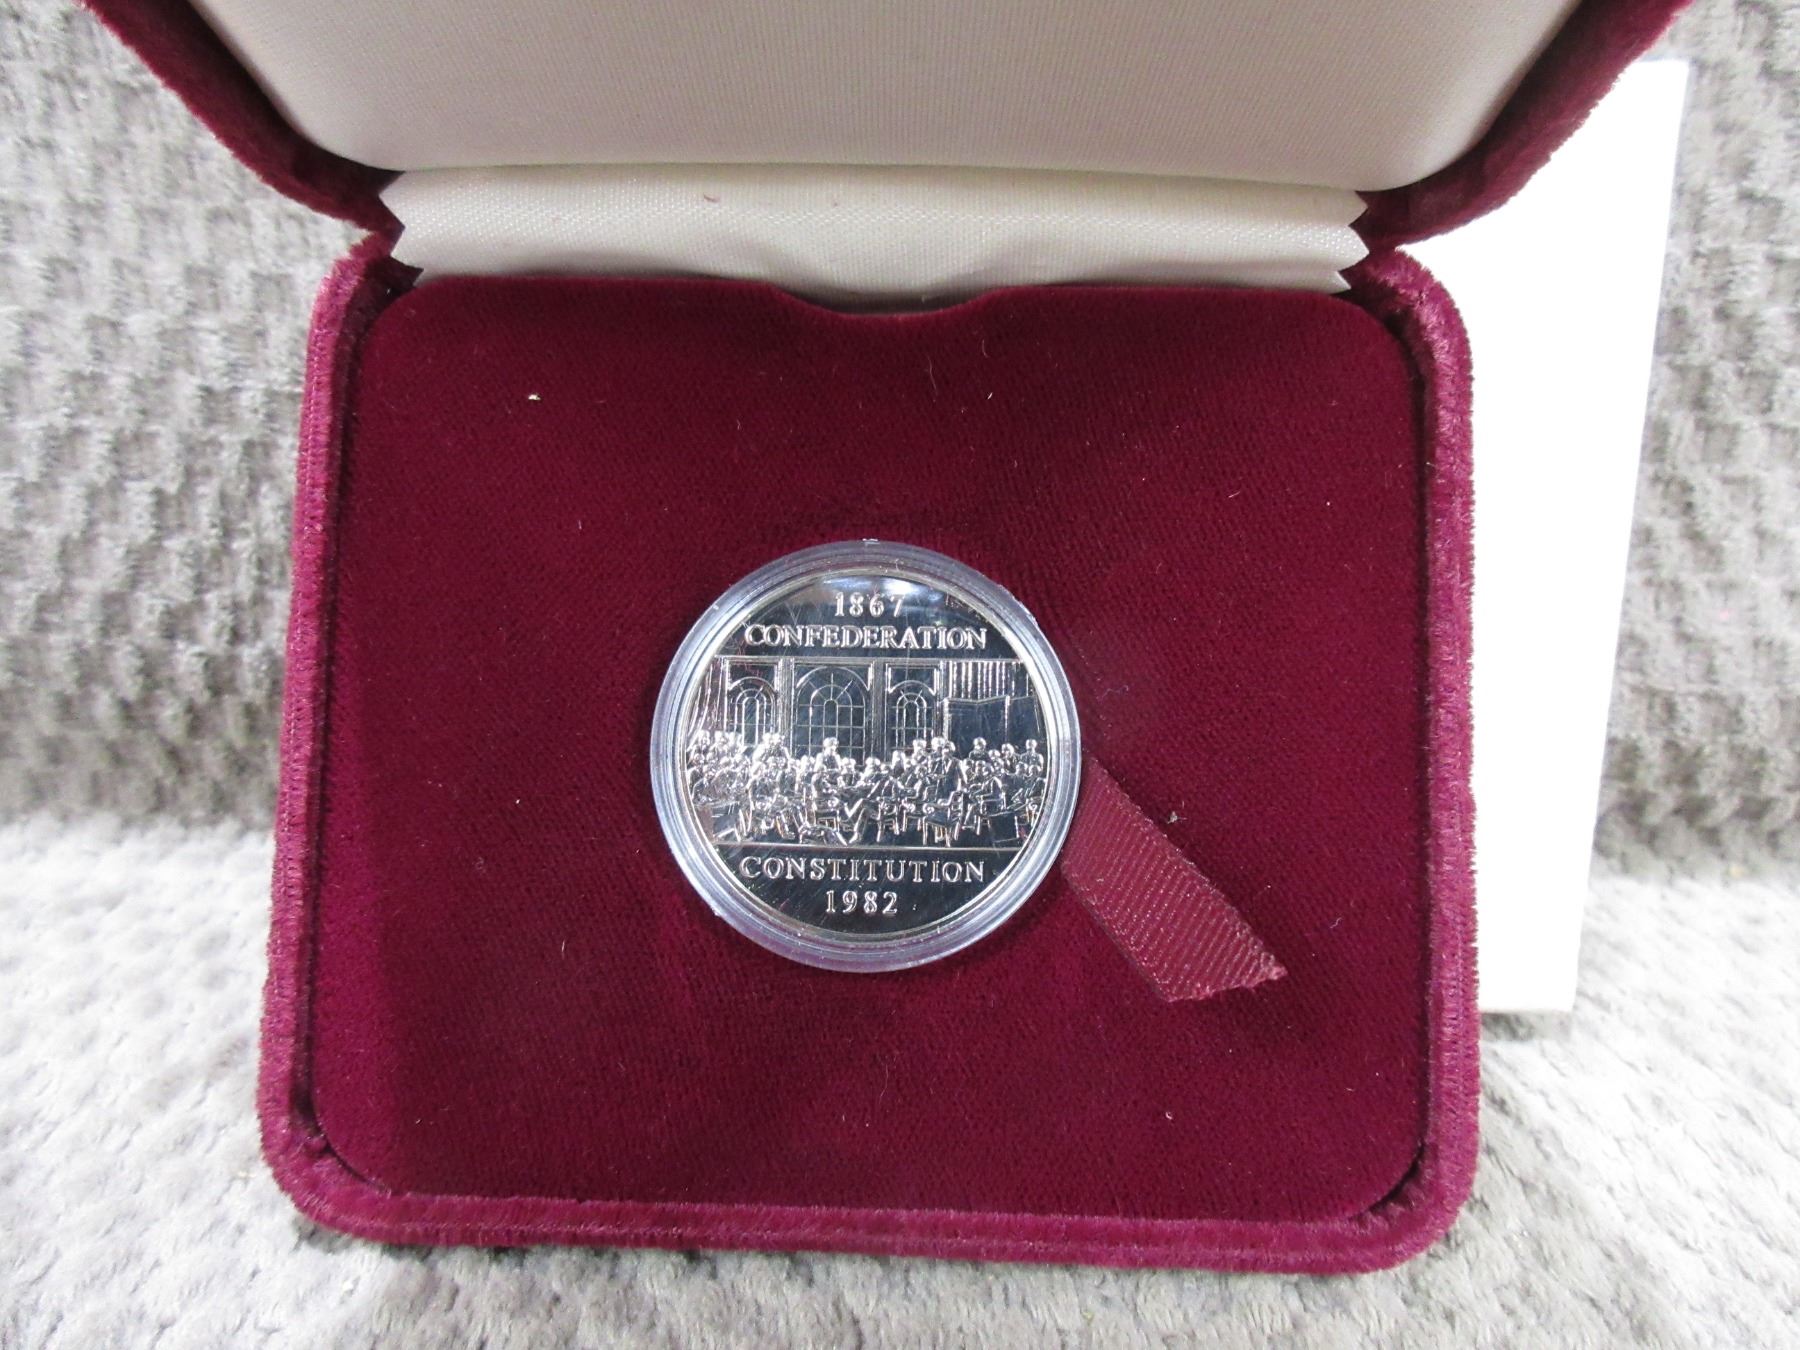 1867
CONFEDERATION
CONSTITUTION
1982